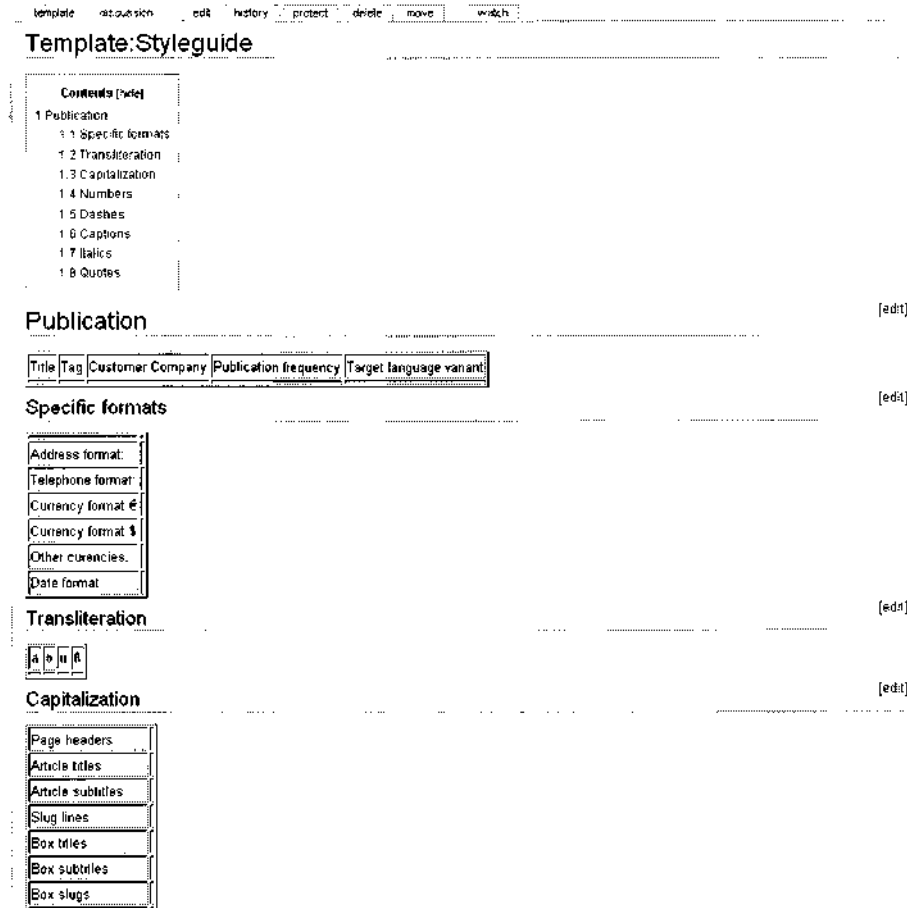 template discussion edit history protect delete move watch
Template:Styleguide
Contents [hide]
1 Publication
1.1 Specific formats
1.2 Transliteration
1.3 Capitalization
1.4 Numbers
1.5 Dashes
1.6 Captions
1.7 Italics
1.8 Quotes
[edit]
Publication
Title Tag Customer Company Publication frequency Target language variant
[edit]
Specific formats
Address format:
Telephone format:
Currency format €
Currency format $
Other curencies.
Date format
[edit]
Transliteration
[edit]
Capitalization
Page headers
Article titles
Article subtitles
Slug lines
Box titles
Box subtitles
Box slugs